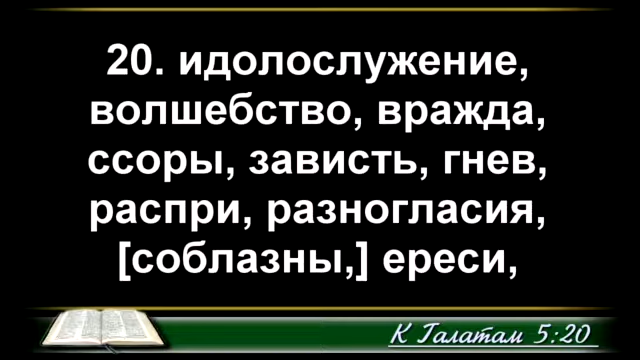 20. идолослужение,
волшебство, вражда,
ссоры, зависть, гнев,
распри, разногласия,
[соблазны,] ереси,
К Галатам 5:20